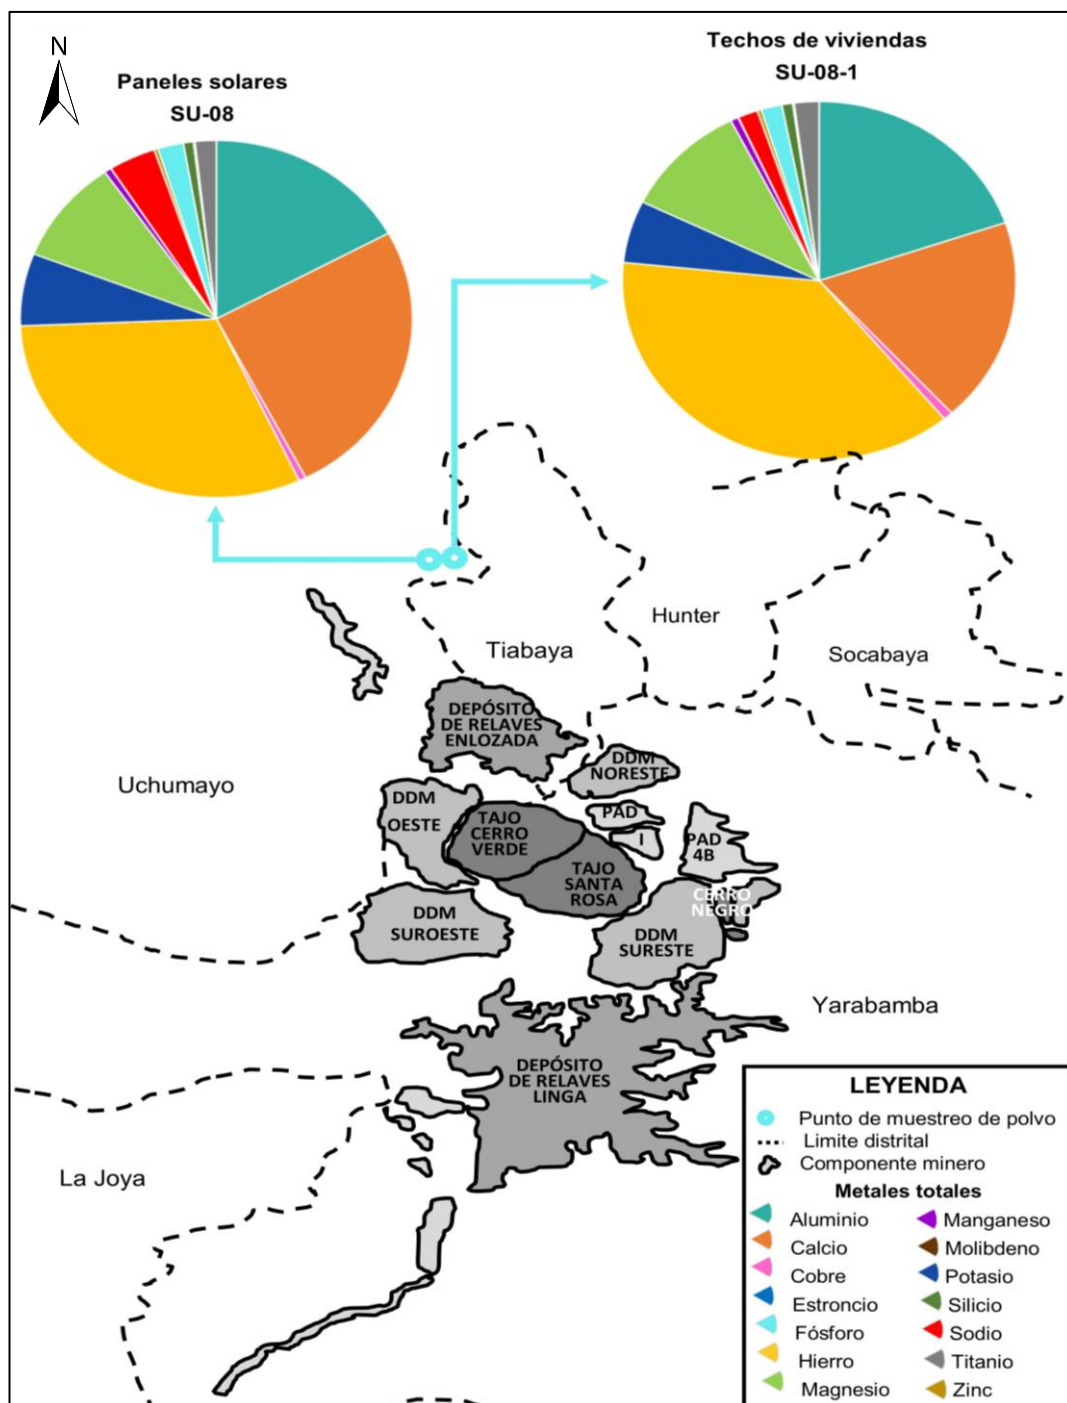 N
Paneles solares
SU-08
Techos de viviendas
SU-08-1
Hunter
Tiabaya
Socabaya
Uchumayo
DEPÓSITO
DE RELAVES
ENLOZADA
DDM
NORESTE
DDM
OESTE
TAJO
CERRO
VERDE
PAD
I
PAD
4B
TAJO
SANTA
ROSA
CERRO
NEGRO
DDM
SUROESTE
DDM
SURESTE
Yarabamba
DEPÓSITO
DE RELAVES
LINGA
La Joya
LEYENDA
Punto de muestreo de polvo
Limite distrital
Componente minero
Metales totales
Aluminio
Calcio
Cobre
Estroncio
Fósforo
Hierro
Magnesio
Manganeso
Molibdeno
Potasio
Silicio
Sodio
Titanio
Zinc